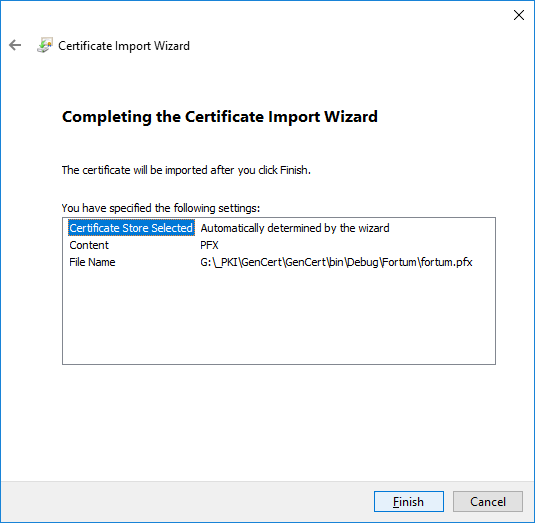 Certificate Import Wizard
Completing the Certificate Import Wizard
The certificate will be imported after you click Finish.
You have specified the following settings:
Certificate Store Selected Automatically determined by the wizard
Content PFX
File Name G:\_PKI\GenCert\GenCert\bin\Debug\Fortum\fortum.pfx
Finish Cancel